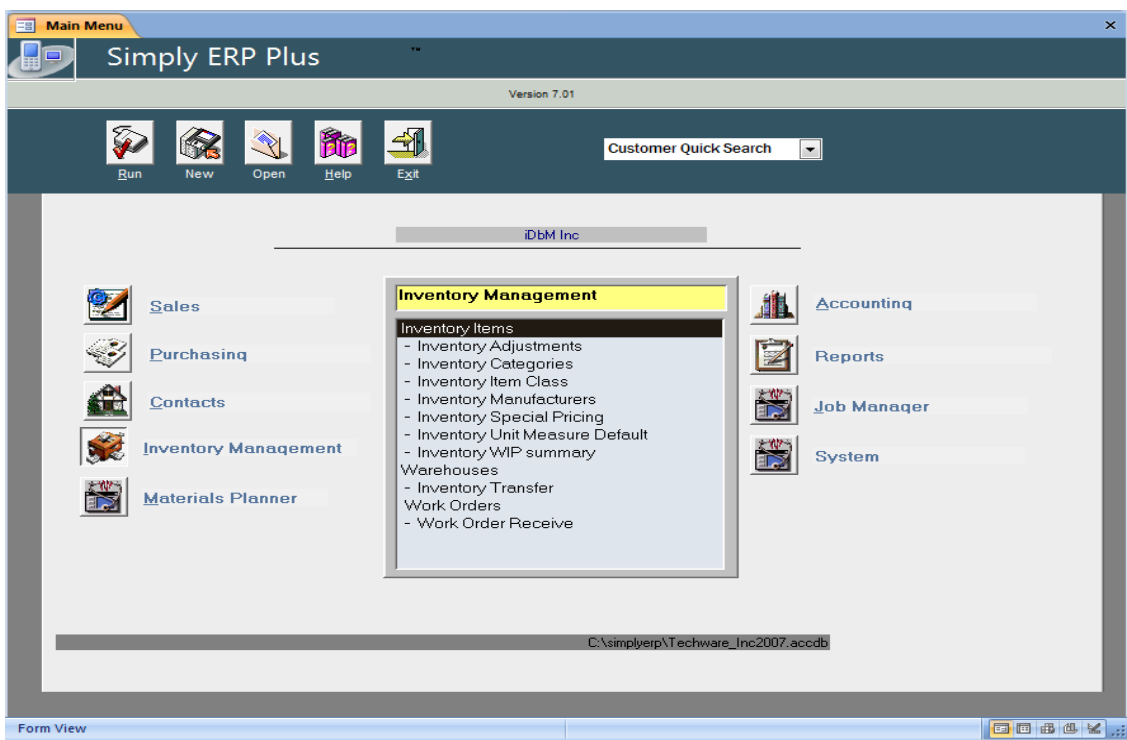 Main Menu
Simply ERP Plus ™
Version 7.01
Run New Open Help Exit
Customer Quick Search
iDbM Inc
Sales
Purchasing
Contacts
Inventory Management
Materials Planner
Inventory Management
Inventory Items
- Inventory Adjustments
- Inventory Categories
- Inventory Item Class
- Inventory Manufacturers
- Inventory Special Pricing
- Inventory Unit Measure Default
- Inventory WIP summary
Warehouses
- Inventory Transfer
Work Orders
- Work Order Receive
Accounting
Reports
Job Manager
System
C:\simplyerp\Techware_Inc2007.accdb
Form View